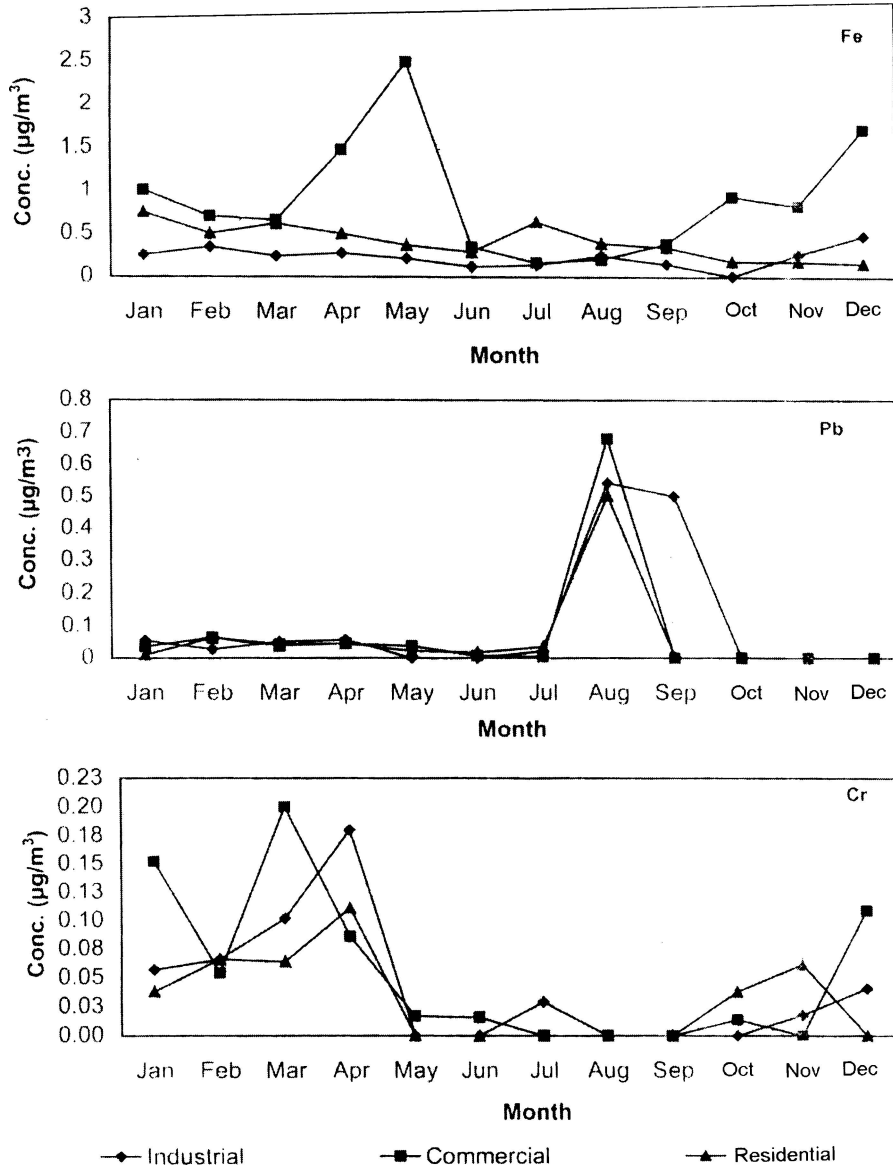 3
Fe
2.5
2
1.5
1
0.5
0
Conc. (µg/m³)
Jan Feb Mar Apr May Jun Jul Aug Sep Oct Nov Dec
Month
0.8
Pb
0.7
0.6
0.5
0.4
0.3
0.2
0.1
0
Conc. (µg/m³)
Jan Feb Mar Apr May Jun Jul Aug Sep Oct Nov Dec
Month
0.23
Cr
0.20
0.18
0.15
0.13
0.10
0.08
0.05
0.03
0.00
Conc. (µg/m³)
Jan Feb Mar Apr May Jun Jul Aug Sep Oct Nov Dec
Month
Industrial Commercial Residential